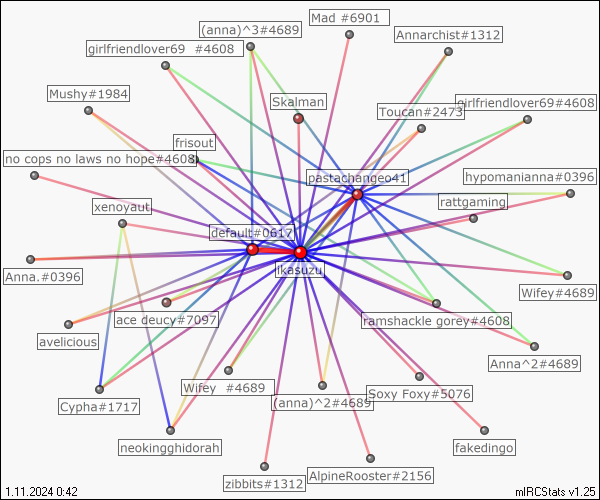 Mad #6901
(anna)^3#4689
Annarchist#1312
girlfriendlover69  #4608
Mushy#1984
Skalman
girlfriendlover69#4608
Toucan#2473
frisout
no cops no laws no hope#4608
pastachangeo41
hypomanianna#0396
rattgaming
xenovaut
default#0617
ikasuzu
Anna.#0396
Wifey#4689
ace deucy#7097
ramshackle gorey#4608
avelicious
Anna^2#4689
Wifey  #4689
Soxy Foxy#5076
(anna)^2#4689
Cypha#1717
neokingghidorah
fakedingo
AlpineRooster#2156
zibbits#1312
1.11.2024 0:42
mIRCStats v1.25